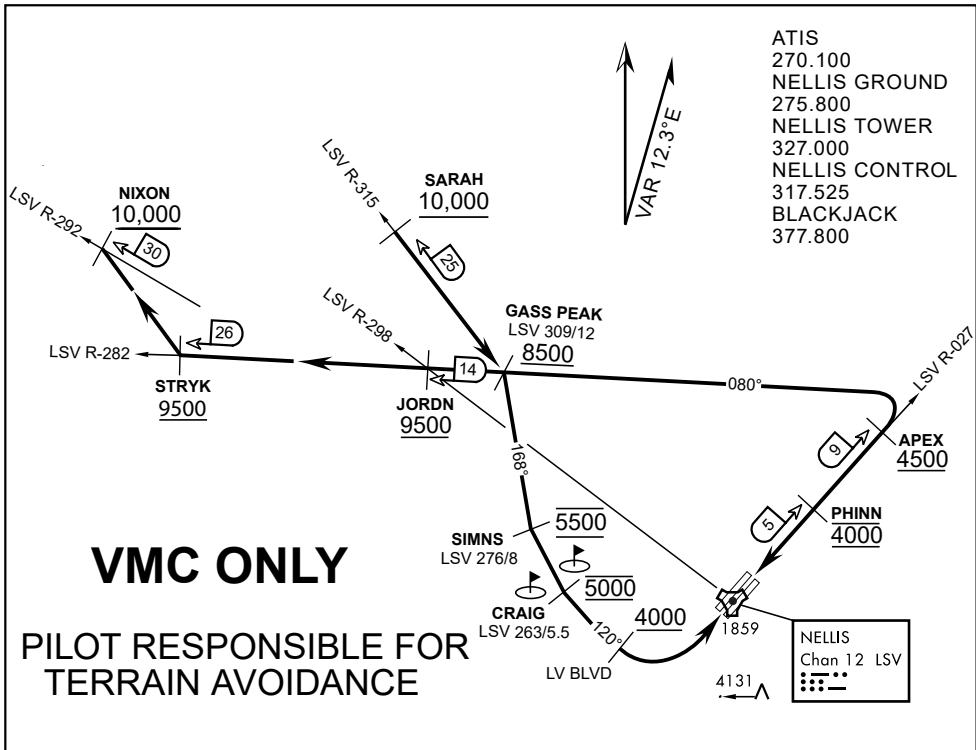 ATIS
270.100
NELLIS GROUND
275.800
NELLIS TOWER
327.000
NELLIS CONTROL
317.525
BLACKJACK
377.800
VAR 12.3°E
LSV R-315
SARAH
10,000
25
NIXON
10,000
LSV R-292
30
GASS PEAK
LSV 309/12
8500
LSV R-298
26
LSV R-282
STRYK
9500
14
JORDN
9500
080°
LSV R-027
9
APEX
4500
5
PHINN
4000
168°
5500
SIMNS
LSV 276/8
5000
CRAIG
LSV 263/5.5
120°
4000
LV BLVD
1859
4131
VMC ONLY
PILOT RESPONSIBLE FOR
TERRAIN AVOIDANCE
NELLIS
Chan 12 LSV